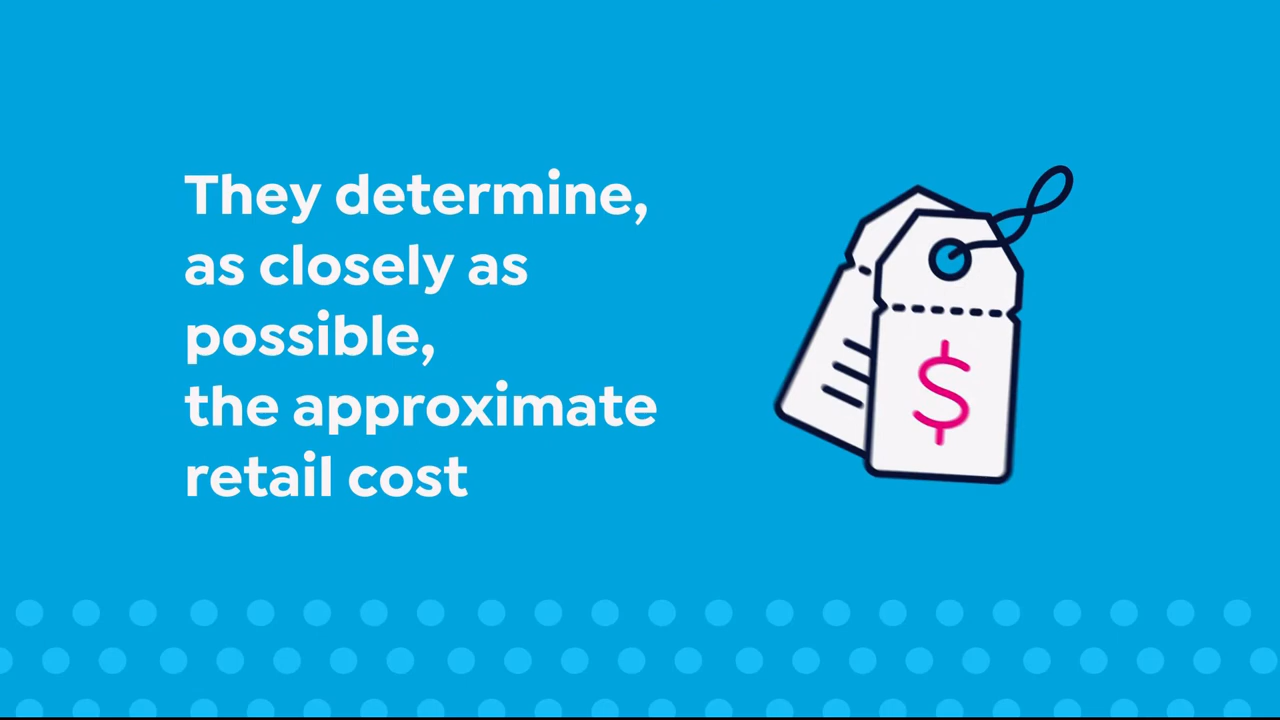 They determine,
as closely as
possible,
the approximate
retail cost
$